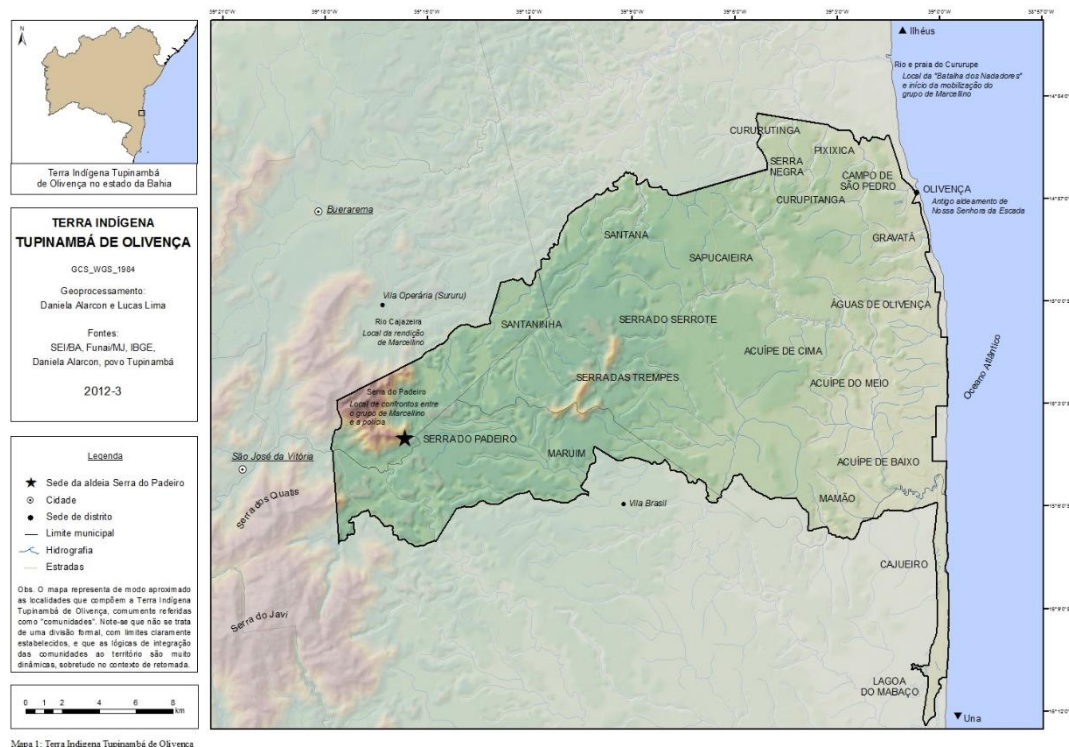 N
Terra Indígena Tupinambá
de Olivença no estado da Bahia
TERRA INDÍGENA
TUPINAMBÁ DE OLIVENÇA
GCS_WGS_1984
Geoprocessamento:
Daniela Alarcon e Lucas Lima
Fontes:
SEI/BA, Funai/MJ, IBGE,
Daniela Alarcon, povo Tupinambá
2012-3
Legenda
Sede da aldeia Serra do Padeiro
Cidade
Sede de distrito
Limite municipal
Hidrografia
Estradas
Obs. O mapa representa de modo aproximado
as localidades que compõem a Terra Indígena
Tupinambá de Olivença, comumente referidas
como "comunidades". Note-se que não se trata
de uma divisão formal, com limites claramente
estabelecidos, e que as lógicas de integração
das comunidades ao território são muito
dinâmicas, sobretudo no contexto de retomada.
0 1 2 4 6 8
km
Mapa 1: Terra Indígena Tupinambá de Olivença
Ilhéus
Rio e praia do Cururupe
Local da "Batalha dos Nadadores"
e início da mobilização do
grupo de Marcellino
CURURUTINGA
PIXIXICA
SERRA
NEGRA
CAMPO DE
SÃO PEDRO
OLIVENÇA
Antigo aldeamento de
Nossa Senhora da Escada
CURUPITANGA
Buerarema
SANTANA
GRAVATÁ
SAPUCAIEIRA
Vila Operária (Sururu)
ÁGUAS DE OLIVENÇA
Rio Cajazeira
Local da rendição
de Marcellino
SANTANINHA
SERRA DO SERROTE
ACUÍPE DE CIMA
Oceano Atlântico
SERRA DAS TREMPES
ACUÍPE DO MEIO
Serra do Padeiro
Local de confrontos entre
o grupo de Marcellino
e a polícia
SERRA DO PADEIRO
São José da Vitória
MARUIM
ACUÍPE DE BAIXO
Serra dos Quatis
MAMÃO
Vila Brasil
CAJUEIRO
Serra do Javi
LAGOA
DO MABAÇO
Una